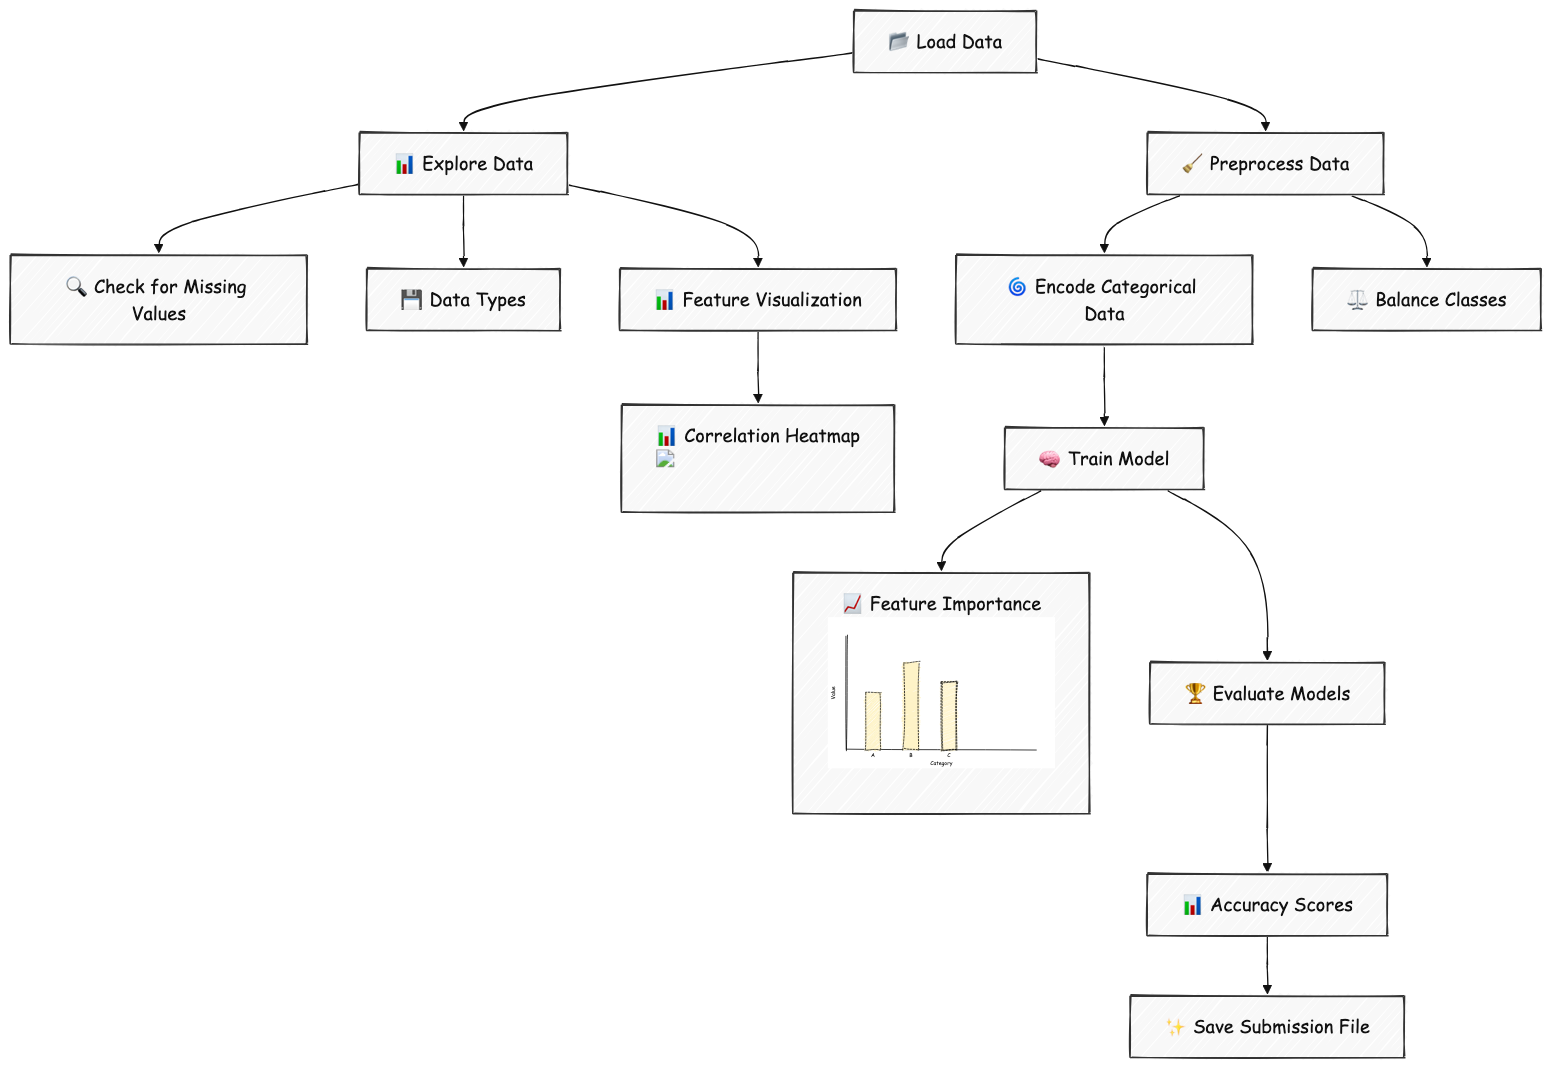 Load Data
Explore Data
Preprocess Data
Check for Missing
Values
Data Types
Feature Visualization
Encode Categorical
Data
Balance Classes
Correlation Heatmap
Train Model
Feature Importance
Value
A B C
Category
Evaluate Models
Accuracy Scores
Save Submission File